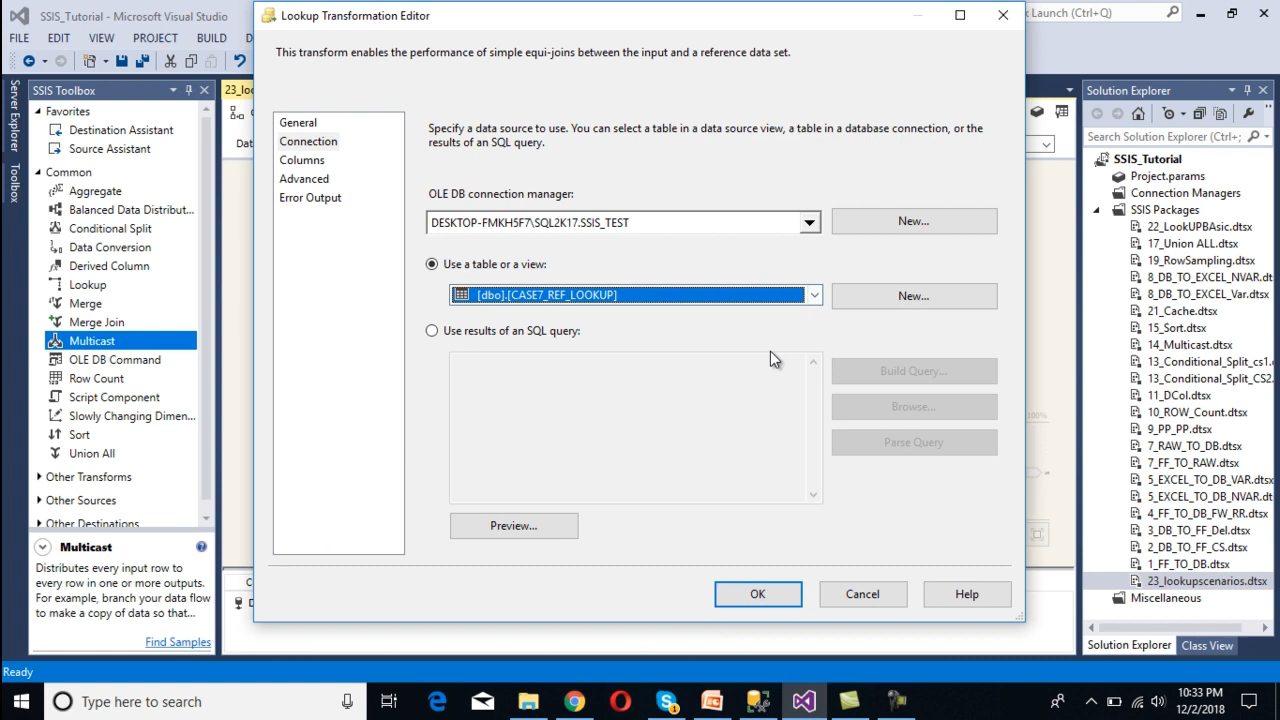 SSIS_Tutorial - Microsoft Visual Studio
Launch (Ctrl+Q)
FILE EDIT VIEW PROJECT BUILD
SSIS Toolbox
Favorites
Destination Assistant
Source Assistant
Common
Aggregate
Balanced Data Distribut...
Conditional Split
Data Conversion
Derived Column
Lookup
Merge
Merge Join
Multicast
OLE DB Command
Row Count
Script Component
Slowly Changing Dimen...
Sort
Union All
Other Transforms
Other Sources
Other Destinations
Multicast
Distributes every input row to
every row in one or more outputs.
For example, branch your data flow
to make a copy of data so that...
Find Samples
Server Explorer
Toolbox
Lookup Transformation Editor
This transform enables the performance of simple equi-joins between the input and a reference data set.
General
Connection
Columns
Advanced
Error Output
Specify a data source to use. You can select a table in a data source view, a table in a database connection, or the
results of an SQL query.
OLE DB connection manager:
DESKTOP-FMKH5F7\SQL2K17.SSIS_TEST
New...
Use a table or a view:
[dbo].[CASE7_REF_LOOKUP]
New...
Use results of an SQL query:
Build Query...
Browse...
Parse Query
Preview...
OK
Cancel
Help
100%
Solution Explorer
Search Solution Explorer (Ctrl+;)
SSIS_Tutorial
Project.params
Connection Managers
SSIS Packages
22_LookUPBAsic.dtsx
17_Union ALL.dtsx
19_RowSampling.dtsx
8_DB_TO_EXCEL_NVAR.dt
8_DB_TO_EXCEL_Var.dtsx
21_Cache.dtsx
15_Sort.dtsx
14_Multicast.dtsx
13_Conditional_Split_cs1.
13_Conditional_Split_CS2.
11_DCol.dtsx
10_ROW_Count.dtsx
9_PP_PP.dtsx
7_RAW_TO_DB.dtsx
7_FF_TO_RAW.dtsx
5_EXCEL_TO_DB_VAR.dts
5_EXCEL_TO_DB_NVAR.dt
4_FF_TO_DB_FW_RR.dtsx
3_DB_TO_FF_Del.dtsx
2_DB_TO_FF_CS.dtsx
1_FF_TO_DB.dtsx
23_lookupscenarios.dtsx
Miscellaneous
Solution Explorer Class View
Ready
Type here to search
10:33 PM
12/2/2018